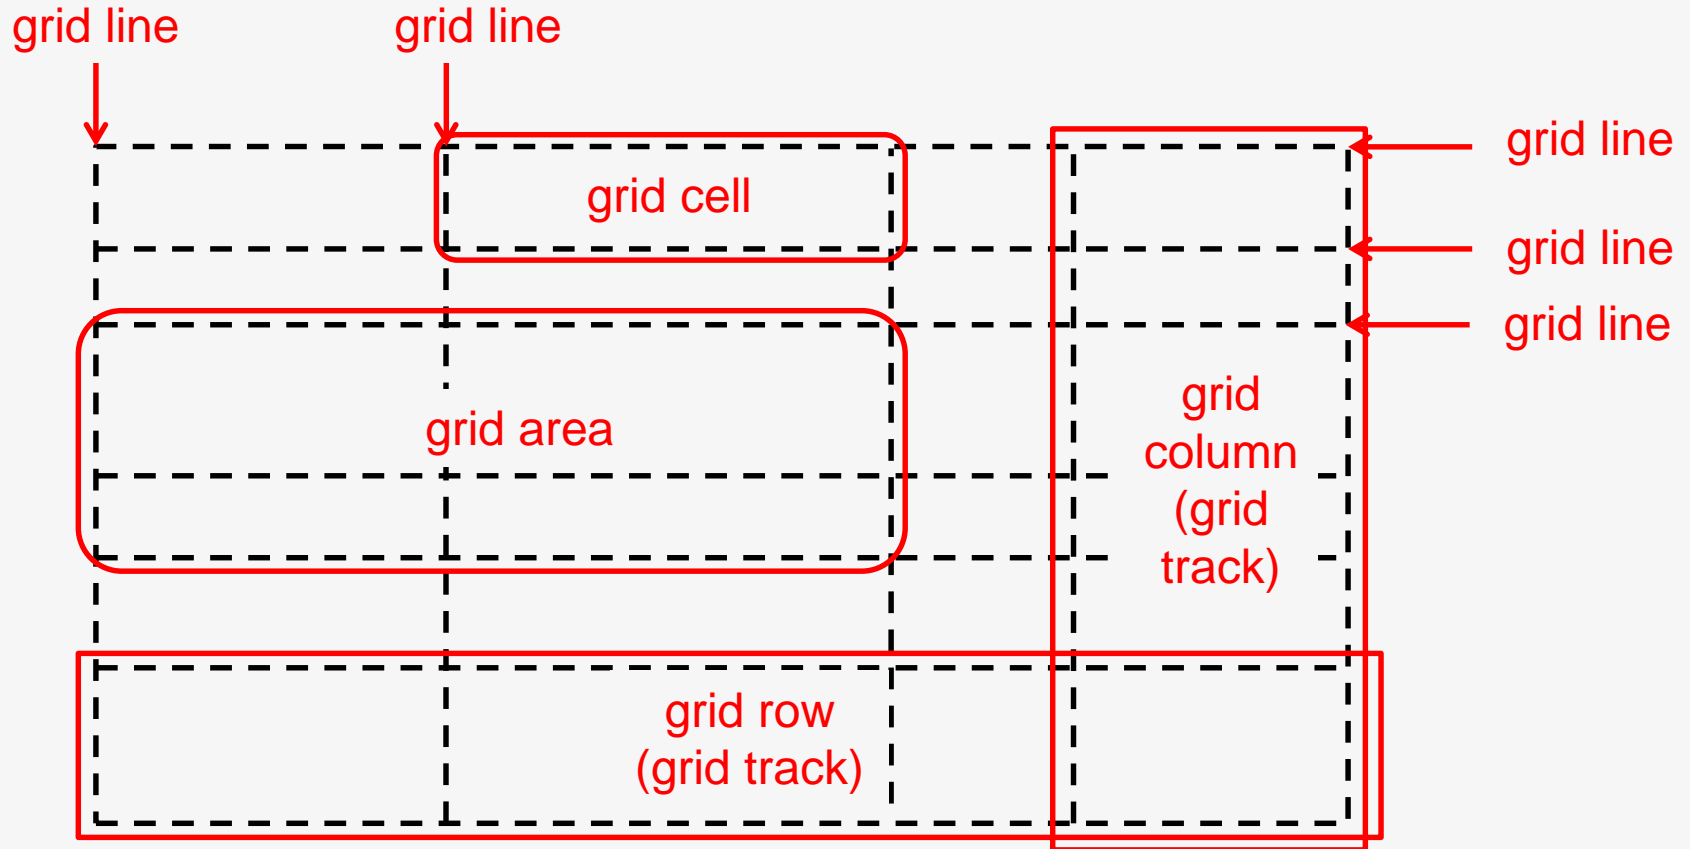 grid line
grid line
grid line
grid cell
grid line
grid line
grid area
grid
column
(grid
track)
grid row
(grid track)